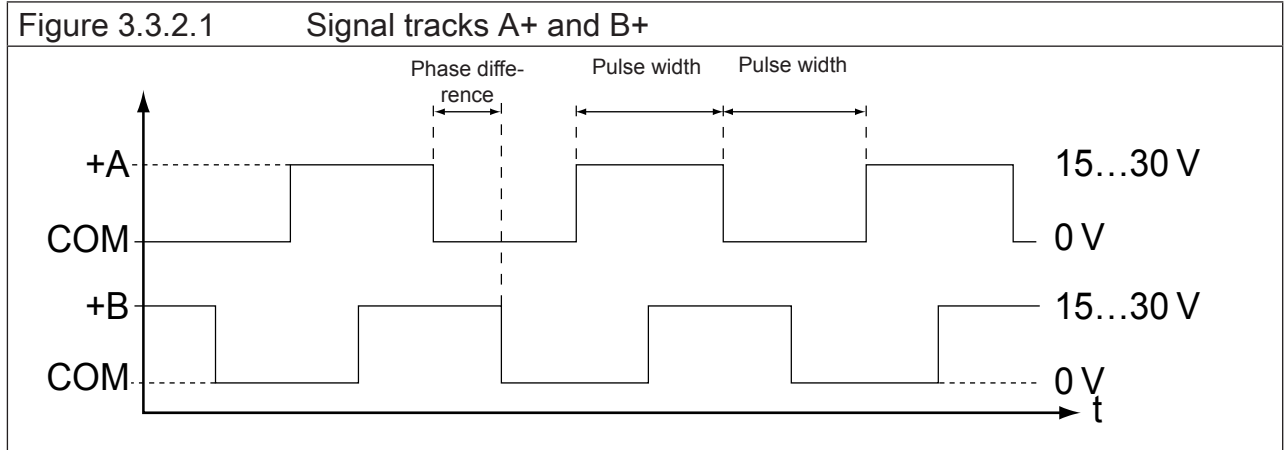 Figure 3.3.2.1 Signal tracks A+ and B+
Phase diffe-
rence
Pulse width
Pulse width
+A
15…30 V
COM
0 V
+B
15…30 V
COM
0 V
t